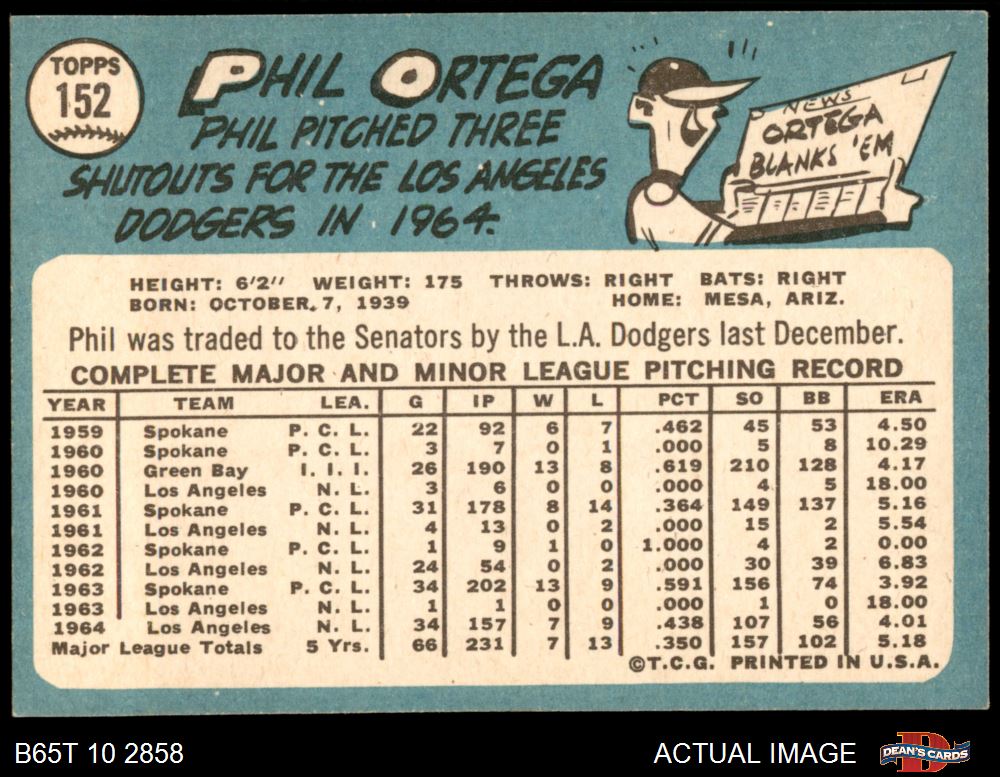 TOPPS
152
PHIL ORTEGA
PHIL PITCHED THREE
SHUTOUTS FOR THE LOS ANGELES
DODGERS IN 1964.
NEWS
ORTEGA
BLANKS 'EM
HEIGHT: 6'2" WEIGHT: 175 THROWS: RIGHT BATS: RIGHT
BORN: OCTOBER 7, 1939 HOME: MESA, ARIZ.
Phil was traded to the Senators by the L.A. Dodgers last December.
COMPLETE MAJOR AND MINOR LEAGUE PITCHING RECORD
YEAR TEAM LEA. G IP W L PCT SO BB ERA
1959 Spokane P. C. L. 22 92 6 7 .462 45 53 4.50
1960 Spokane P. C. L. 3 7 0 1 .000 5 8 10.29
1960 Green Bay I. I. I. 26 190 13 8 .619 210 128 4.17
1960 Los Angeles N. L. 3 6 0 0 .000 4 5 18.00
1961 Spokane P. C. L. 31 178 8 14 .364 149 137 5.16
1961 Los Angeles N. L. 4 13 0 2 .000 15 2 5.54
1962 Spokane P. C. L. 1 9 1 0 1.000 4 2 0.00
1962 Los Angeles N. L. 24 54 0 2 .000 30 39 6.83
1963 Spokane P. C. L. 34 202 13 9 .591 156 74 3.92
1963 Los Angeles N. L. 1 1 0 0 .000 1 0 18.00
1964 Los Angeles N. L. 34 157 7 9 .438 107 56 4.01
Major League Totals 5 Yrs. 66 231 7 13 .350 157 102 5.18
©T.C.G. PRINTED IN U.S.A.
B65T 10 2858 ACTUAL IMAGE DEAN'S CARDS